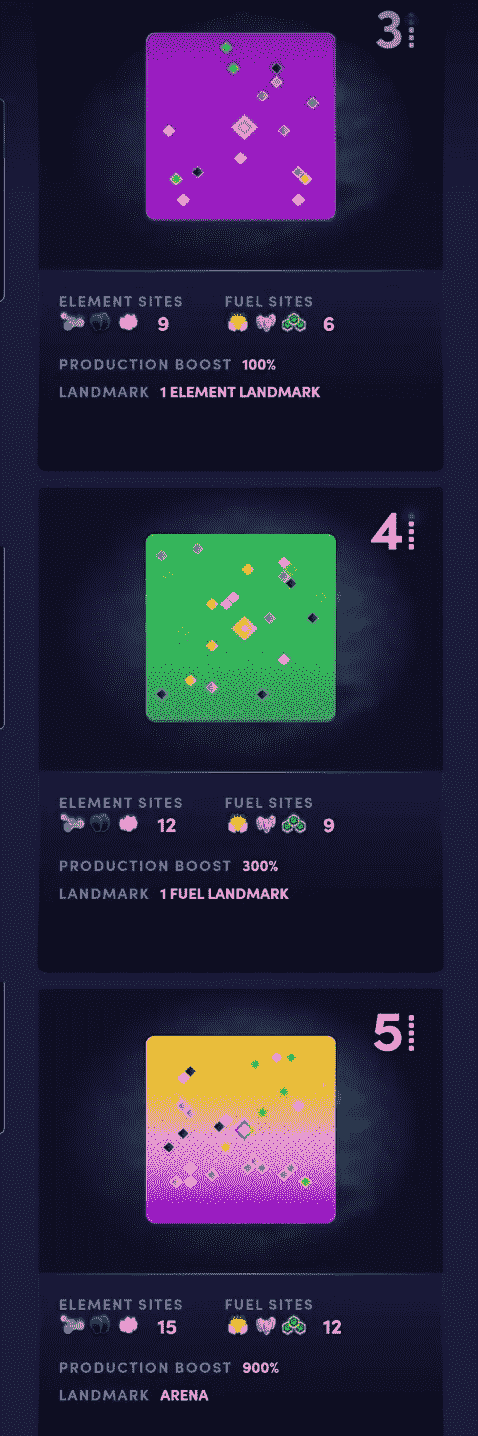 3
ELEMENT SITES FUEL SITES
9 6
PRODUCTION BOOST 100%
LANDMARK 1 ELEMENT LANDMARK
4
ELEMENT SITES FUEL SITES
12 9
PRODUCTION BOOST 300%
LANDMARK 1 FUEL LANDMARK
5
ELEMENT SITES FUEL SITES
15 12
PRODUCTION BOOST 900%
LANDMARK ARENA